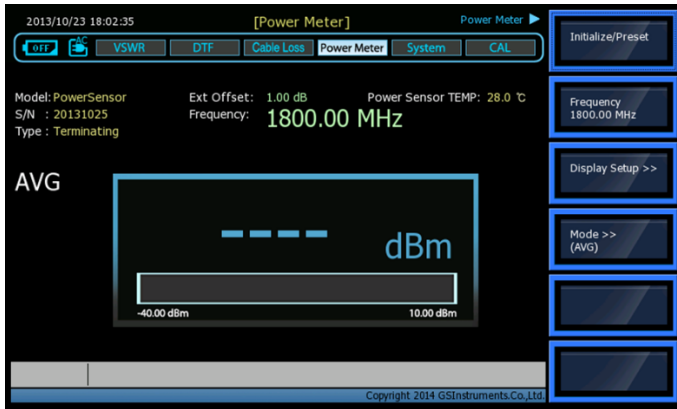 2013/10/23 18:02:35 [Power Meter] Power Meter ▶
OFF AC VSWR DTF Cable Loss Power Meter System CAL
Model: PowerSensor Ext Offset: 1.00 dB Power Sensor TEMP: 28.0 ℃
S/N : 20131025 Frequency: 1800.00 MHz
Type : Terminating
AVG
---- dBm
-40.00 dBm 10.00 dBm
Copyright 2014 GSInstruments.Co.,Ltd.
Initialize/Preset
Frequency
1800.00 MHz
Display Setup >>
Mode >>
(AVG)